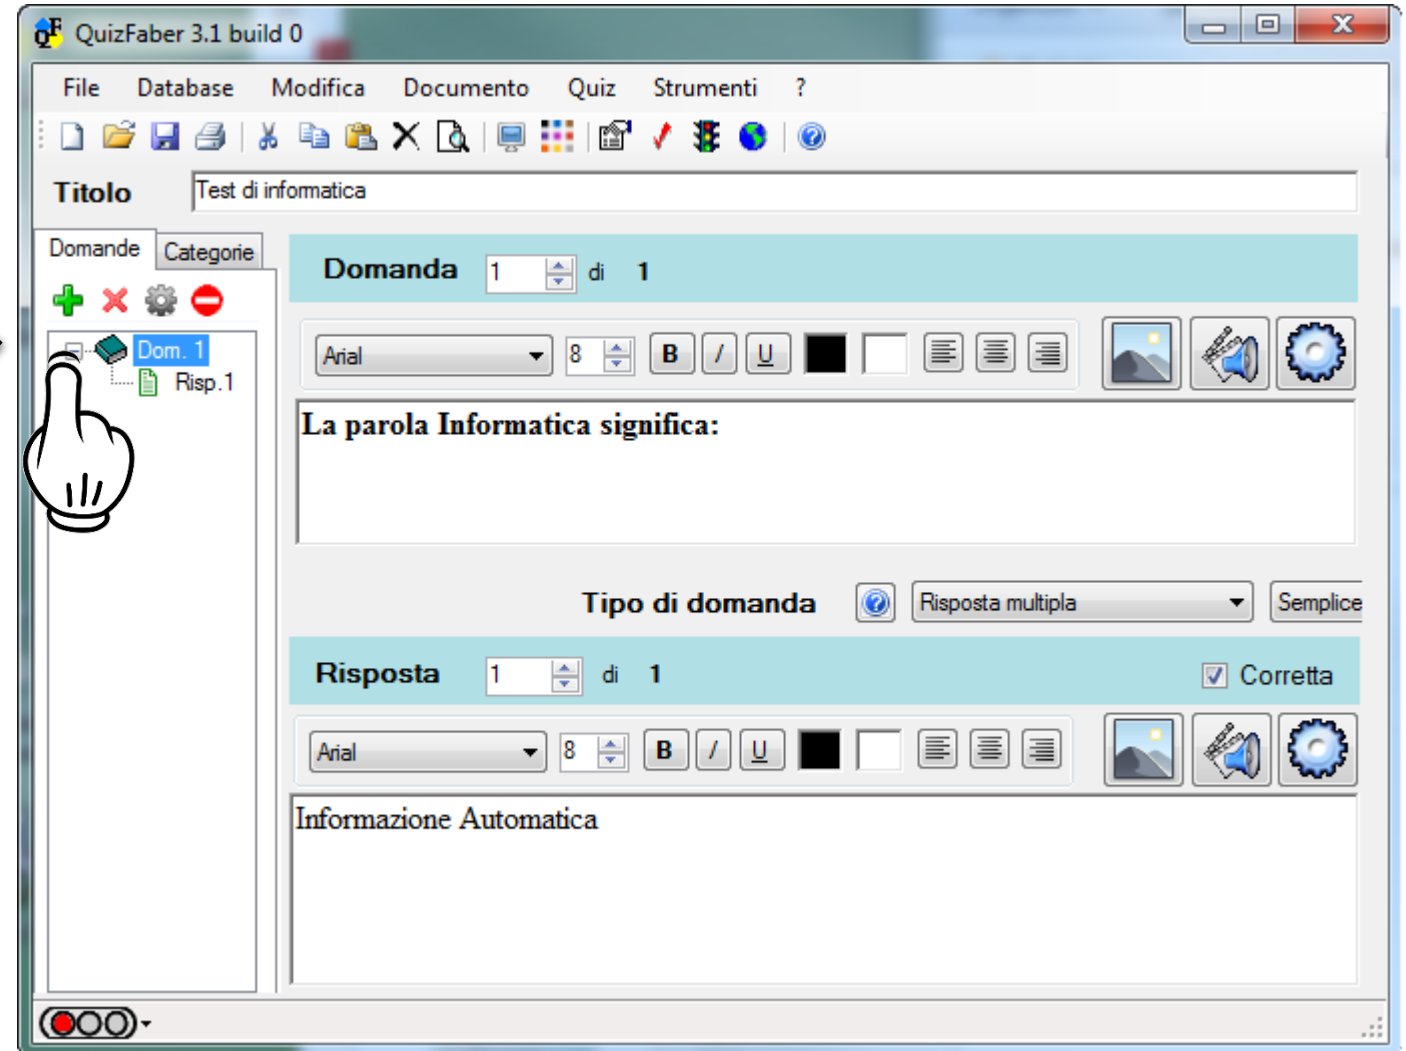 QuizFaber 3.1 build 0
File Database Modifica Documento Quiz Strumenti ?
Titolo Test di informatica
Domande Categorie
Domanda 1 di 1
Dom. 1
Risp.1
Arial 8 B I U
La parola Informatica significa:
Tipo di domanda Risposta multipla Semplice
Risposta 1 di 1 Corretta
Arial 8 B I U
Informazione Automatica